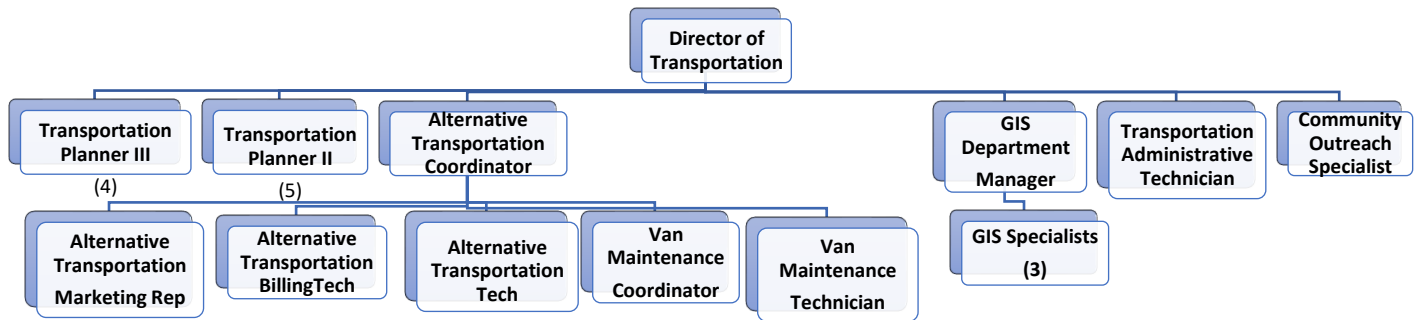 Director of
Transportation
Transportation
Planner III
(4)
Transportation
Planner II
(5)
Alternative
Transportation
Coordinator
GIS
Department
Manager
Transportation
Administrative
Technician
Community
Outreach
Specialist
Alternative
Transportation
Marketing Rep
Alternative
Transportation
BillingTech
Alternative
Transportation
Tech
Van
Maintenance
Coordinator
Van
Maintenance
Technician
GIS Specialists
(3)